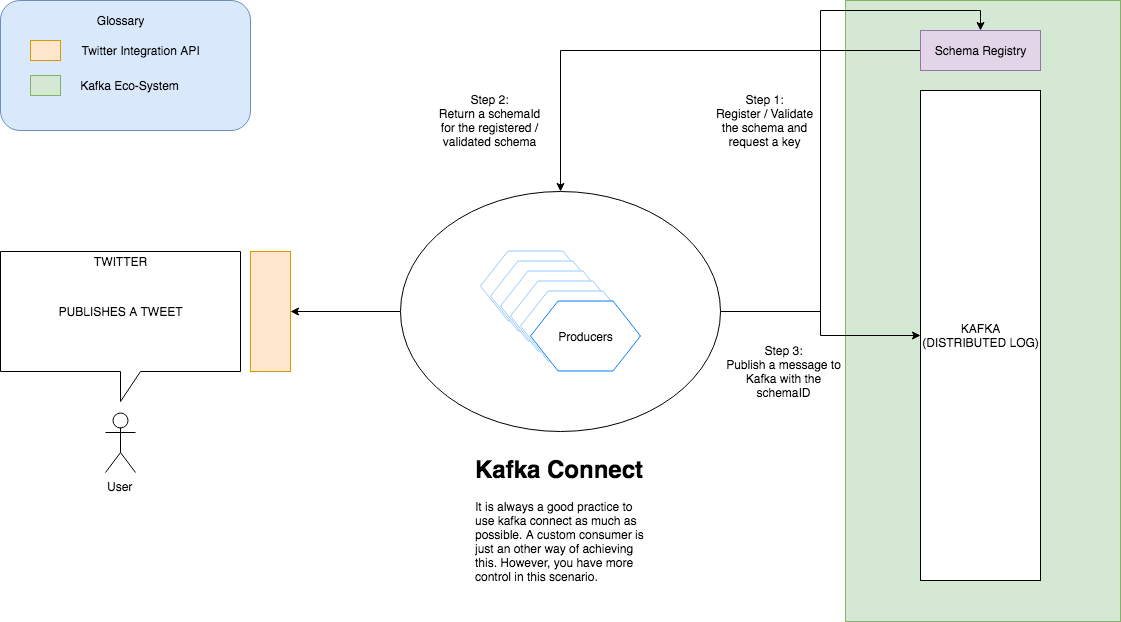 Glossary
Twitter Integration API
Kafka Eco-System
Schema Registry
Step 2:
Return a schemaId
for the registered /
validated schema
Step 1:
Register / Validate
the schema and
request a key
TWITTER
PUBLISHES A TWEET
Producers
KAFKA
(DISTRIBUTED LOG)
Step 3:
Publish a message to
Kafka with the
schemaID
User
Kafka Connect
It is always a good practice to
use kafka connect as much as
possible. A custom consumer is
just an other way of achieving
this. However, you have more
control in this scenario.